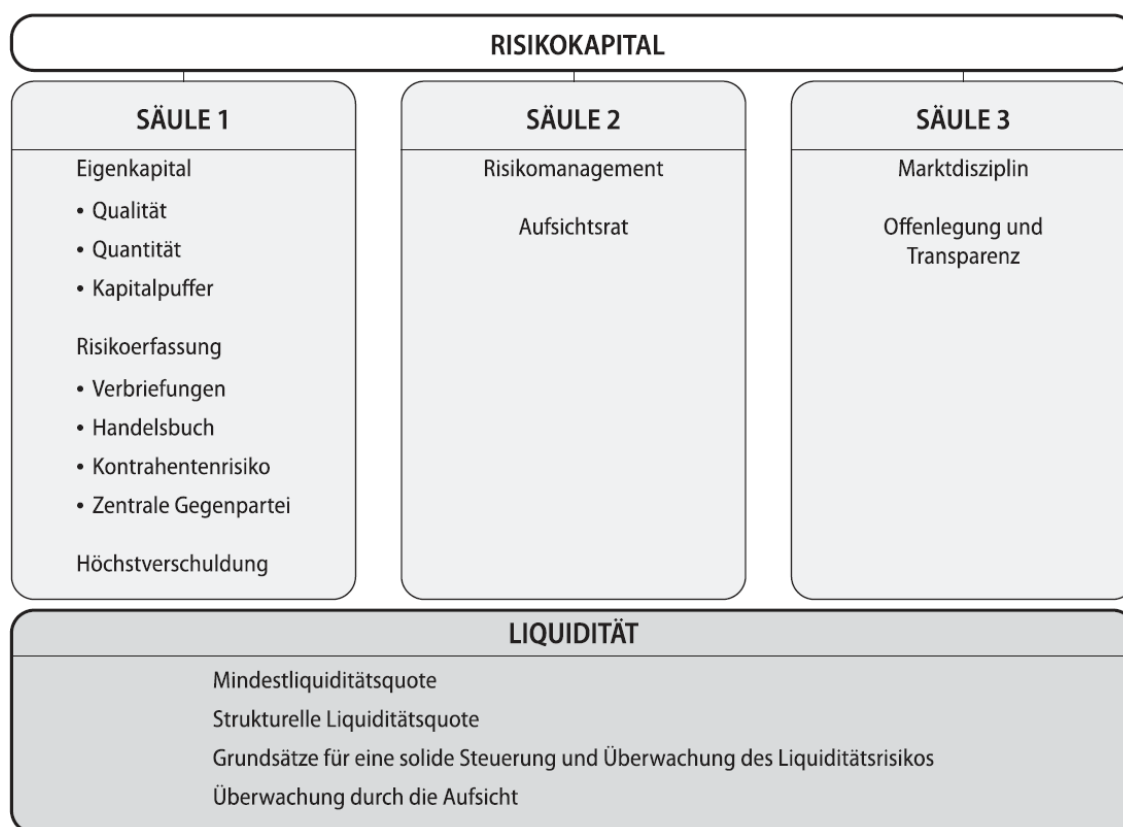 RISIKOKAPITAL
SÄULE 1
Eigenkapital
• Qualität
• Quantität
• Kapitalpuffer
Risikoerfassung
• Verbriefungen
• Handelsbuch
• Kontrahentenrisiko
• Zentrale Gegenpartei
Höchstverschuldung
SÄULE 2
Risikomanagement
Aufsichtsrat
SÄULE 3
Marktdisziplin
Offenlegung und
Transparenz
LIQUIDITÄT
Mindestliquiditätsquote
Strukturelle Liquiditätsquote
Grundsätze für eine solide Steuerung und Überwachung des Liquiditätsrisikos
Überwachung durch die Aufsicht